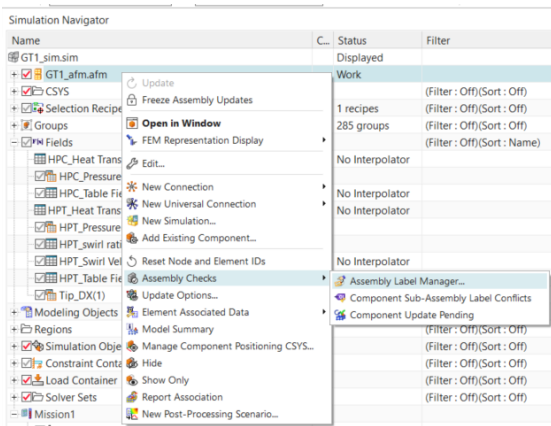 Simulation Navigator
Name C... Status Filter
GT1_sim.sim Displayed
GT1_afm.afm Work
CSYS (Filter : Off)(Sort : Off)
Selection Recipe 1 recipes (Filter : Off)(Sort : Off)
Groups 285 groups (Filter : Off)(Sort : Off)
Fields (Filter : Off)(Sort : Name)
HPC_Heat Trans No Interpolator
HPC_Pressure
HPC_Table Fie No Interpolator
HPT_Heat Trans No Interpolator
HPT_Pressure
HPT_swirl rati
HPT_Swirl Vel No Interpolator
HPT_Table Fie
Tip_DX(1)
Modeling Objects
Regions (Filter : Off)(Sort : Off)
Simulation Obje (Filter : Off)(Sort : Off)
Constraint Conta (Filter : Off)(Sort : Off)
Load Container (Filter : Off)(Sort : Off)
Solver Sets (Filter : Off)(Sort : Off)
Mission1
Update
Freeze Assembly Updates
Open in Window
FEM Representation Display
Edit...
New Connection
New Universal Connection
New Simulation...
Add Existing Component...
Reset Node and Element IDs
Assembly Checks
Update Options...
Element Associated Data
Model Summary
Manage Component Positioning CSYS...
Hide
Show Only
Report Association
New Post-Processing Scenario...
Assembly Label Manager...
Component Sub-Assembly Label Conflicts
Component Update Pending